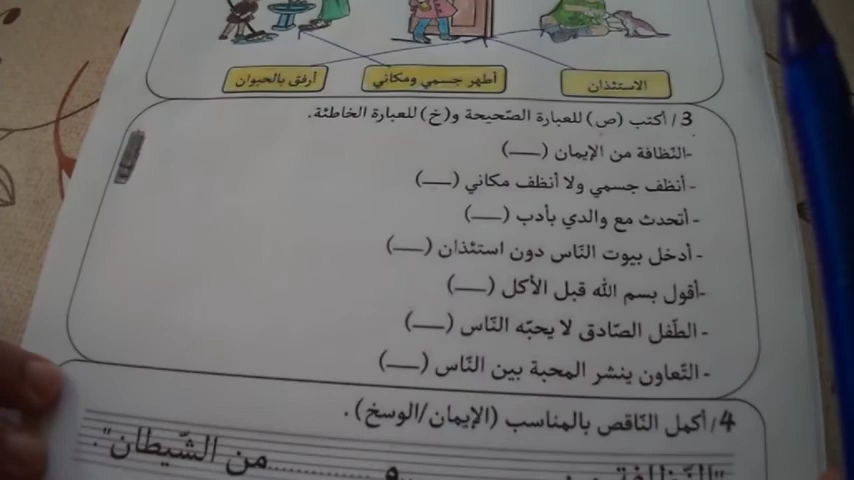 الاستئذان أطهر جسمي ومكاني أرفق بالحيوان
3/ أكتب (ص) للعبارة الصّحيحة و(خ) للعبارة الخاطئة.
-النّظافة من الإيمان (___)
- أنظف جسمي ولا أنظف مكاني (___)
- أتحدث مع والدي بأدب (___)
- أدخل بيوت النّاس دون استئذان (___)
-أقول بسم الله قبل الأكل (___)
- الطّفل الصّادق لا يحبّه النّاس (___)
- التّعاون ينشر المحبة بين النّاس (___)
4/ أكمل النّاقص بالمناسب (الإيمان/الوسخ).
"النّظافة من ............ و............من الشّيطان".